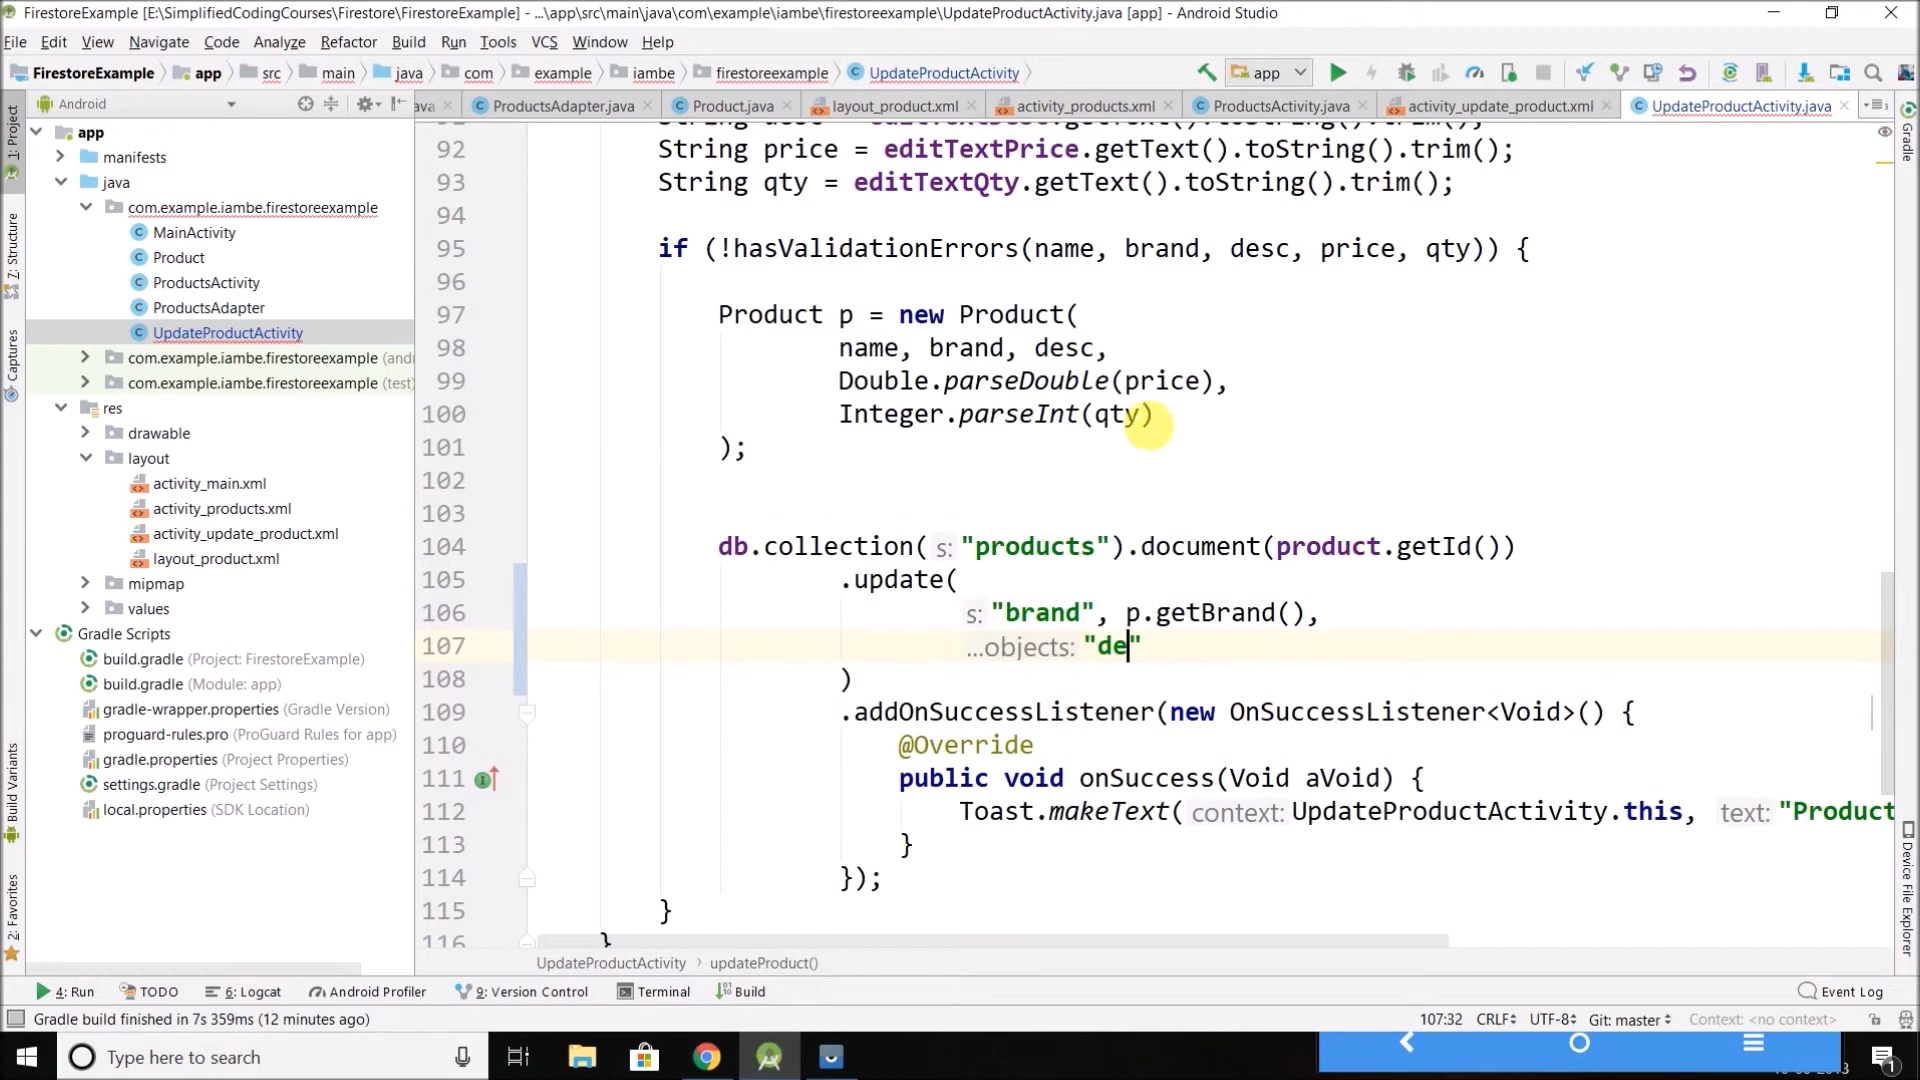 FirestoreExample [E:\SimplifiedCodingCourses\Firestore\FirestoreExample] - ...\app\src\main\java\com\example\iambe\firestoreexample\UpdateProductActivity.java [app] - Android Studio
File Edit View Navigate Code Analyze Refactor Build Run Tools VCS Window Help
FirestoreExample app src main java com example iambe firestoreexample UpdateProductActivity app
Android ava ProductsAdapter.java Product.java layout_product.xml activity_products.xml ProductsActivity.java activity_update_product.xml UpdateProductActivity.java
1: Project
Z: Structure
Captures
Build Variants
2: Favorites
app
manifests
java
com.example.iambe.firestoreexample
MainActivity
Product
ProductsActivity
ProductsAdapter
UpdateProductActivity
com.example.iambe.firestoreexample (and
com.example.iambe.firestoreexample (test)
res
drawable
layout
activity_main.xml
activity_products.xml
activity_update_product.xml
layout_product.xml
mipmap
values
Gradle Scripts
build.gradle (Project: FirestoreExample)
build.gradle (Module: app)
gradle-wrapper.properties (Gradle Version)
proguard-rules.pro (ProGuard Rules for app)
gradle.properties (Project Properties)
settings.gradle (Project Settings)
local.properties (SDK Location)
92 String price = editTextPrice.getText().toString().trim();
93 String qty = editTextQty.getText().toString().trim();
94
95 if (!hasValidationErrors(name, brand, desc, price, qty)) {
96
97 Product p = new Product(
98 name, brand, desc,
99 Double.parseDouble(price),
100 Integer.parseInt(qty)
101 );
102
103
104 db.collection( s: "products").document(product.getId())
105 .update(
106 s: "brand", p.getBrand(),
107 ...objects: "de"
108 )
109 .addOnSuccessListener(new OnSuccessListener<Void>() {
110 @Override
111 public void onSuccess(Void aVoid) {
112 Toast.makeText( context: UpdateProductActivity.this, text: "Product
113 }
114 });
115 }
116 }
Gradle
Device File Explorer
UpdateProductActivity › updateProduct()
4: Run TODO 6: Logcat Android Profiler 9: Version Control Terminal Build Event Log
Gradle build finished in 7s 359ms (12 minutes ago) 107:32 CRLF UTF-8 Git: master Context: <no context>
Type here to search
1